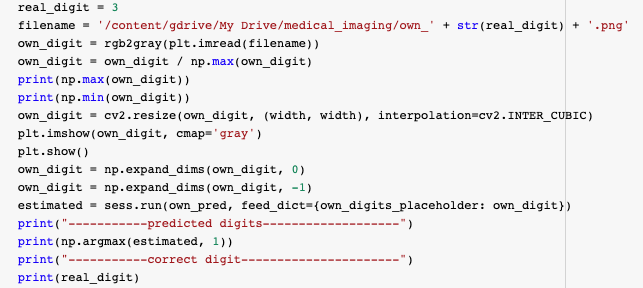 real_digit = 3
filename = '/content/gdrive/My Drive/medical_imaging/own_' + str(real_digit) + '.png'
own_digit = rgb2gray(plt.imread(filename))
own_digit = own_digit / np.max(own_digit)
print(np.max(own_digit))
print(np.min(own_digit))
own_digit = cv2.resize(own_digit, (width, width), interpolation=cv2.INTER_CUBIC)
plt.imshow(own_digit, cmap='gray')
plt.show()
own_digit = np.expand_dims(own_digit, 0)
own_digit = np.expand_dims(own_digit, -1)
estimated = sess.run(own_pred, feed_dict={own_digits_placeholder: own_digit})
print("-----------predicted digits-------------------")
print(np.argmax(estimated, 1))
print("-----------correct digit----------------------")
print(real_digit)